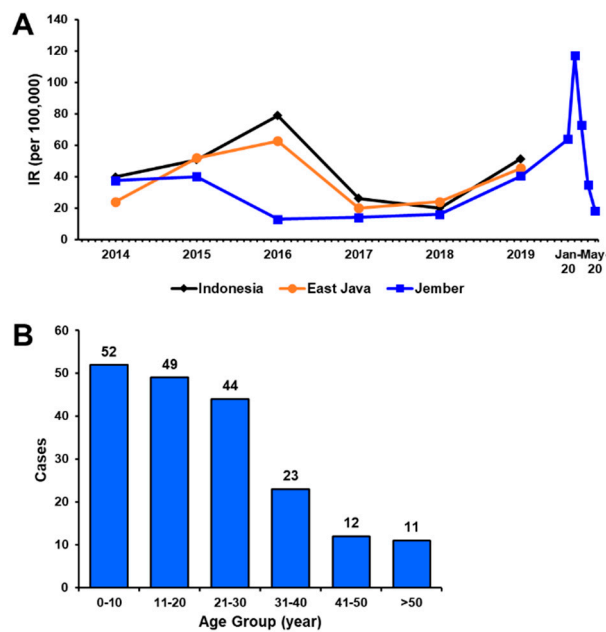 A
IR (per 100,000)
140
120
100
80
60
40
20
0
2014 2015 2016 2017 2018 2019 Jan-May-
20 20
Indonesia East Java Jember
B
Cases
60
50
40
30
20
10
0
52
49
44
23
12
11
0-10 11-20 21-30 31-40 41-50 >50
Age Group (year)